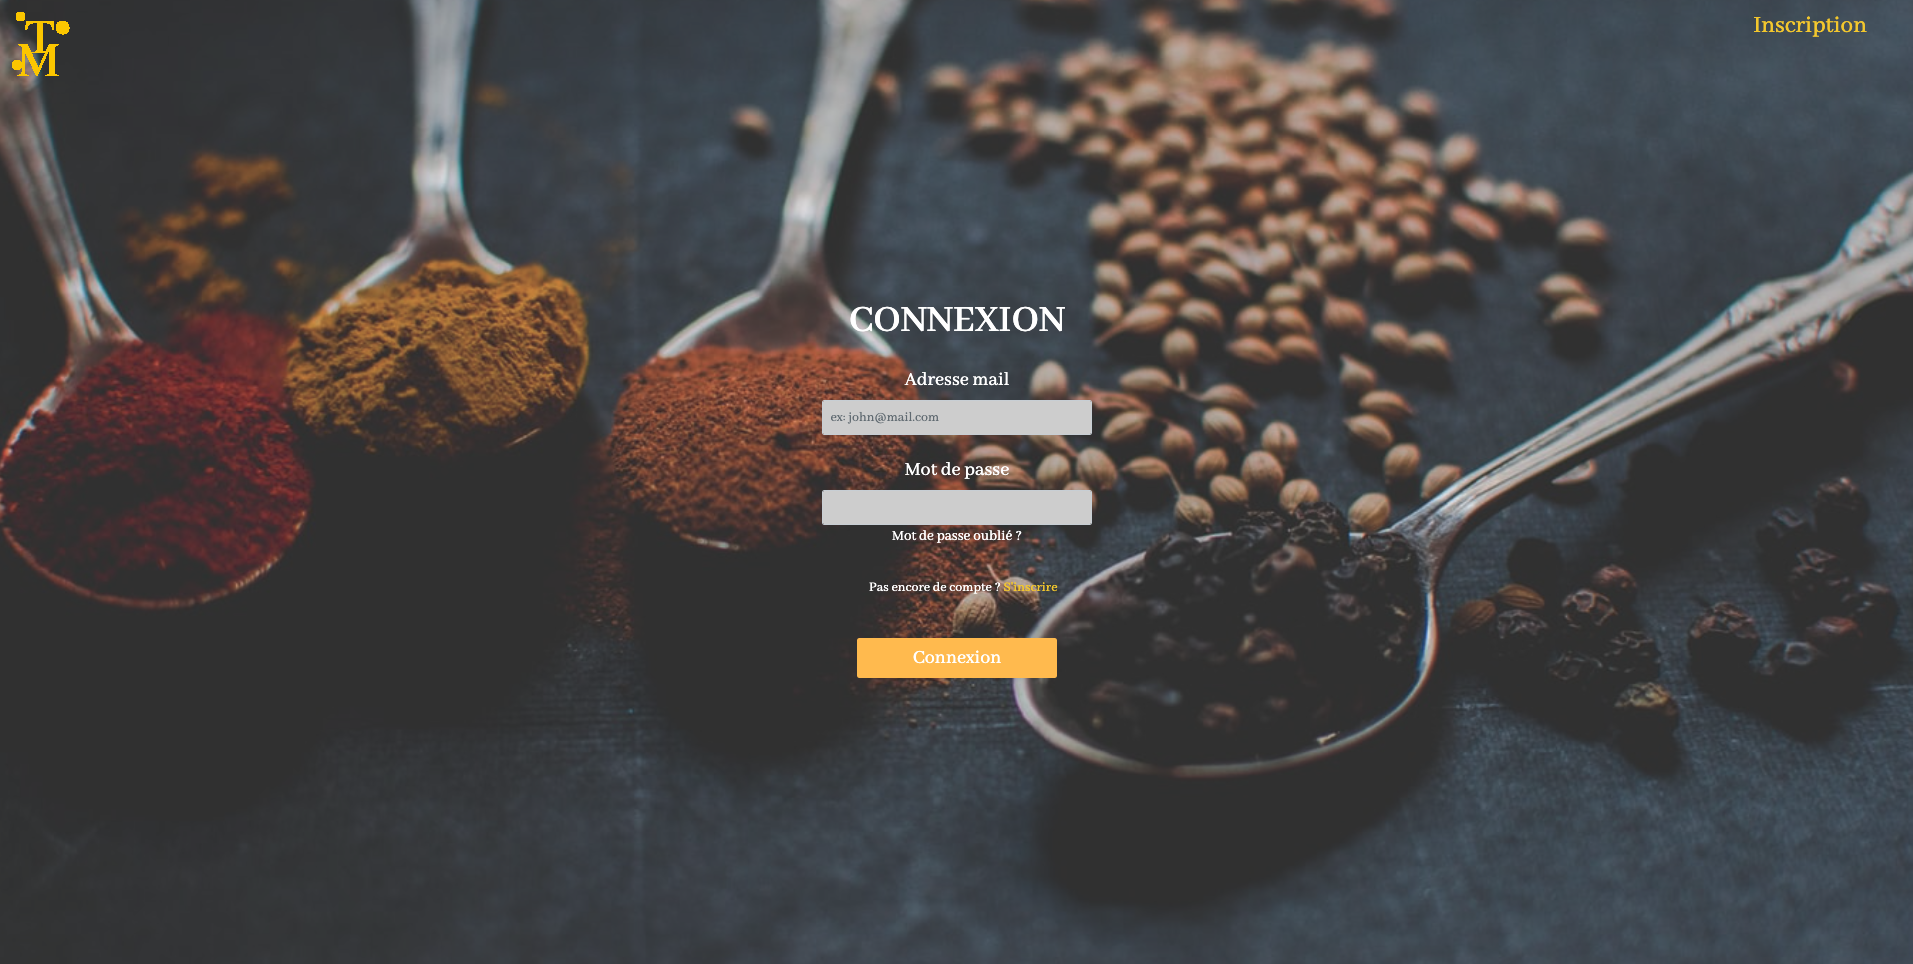 TM
Inscription
CONNEXION
Adresse mail
ex: john@mail.com
Mot de passe
Mot de passe oublié ?
Pas encore de compte ? S'inscrire
Connexion